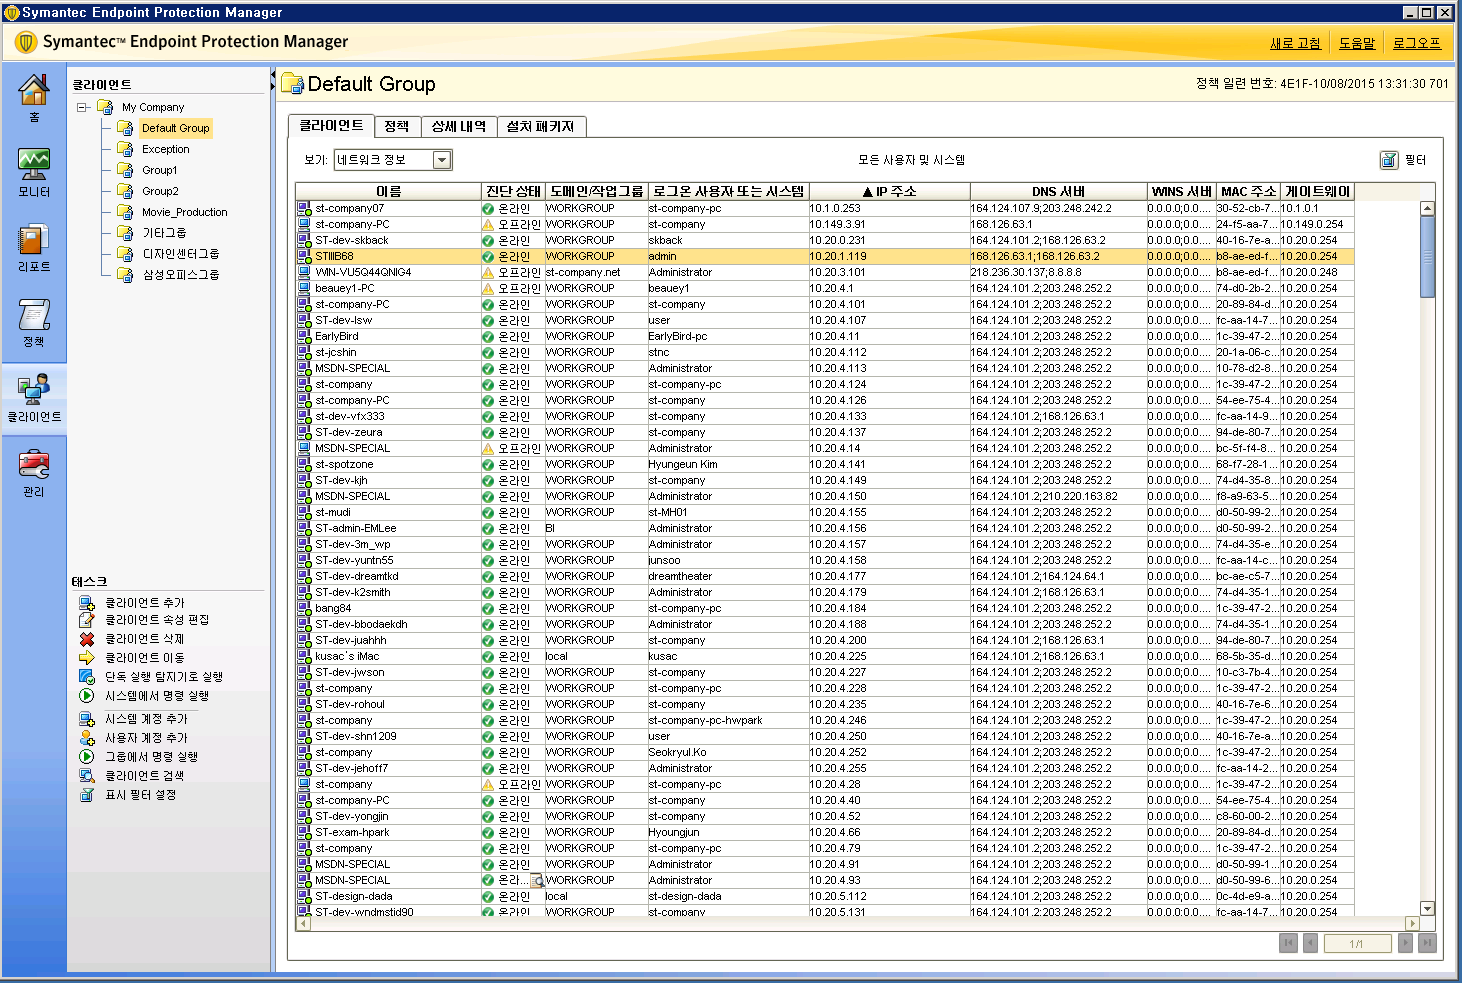 Symantec Endpoint Protection Manager
Symantec™ Endpoint Protection Manager
새로 고침 도움말 로그오프
홈
모니터
리포트
정책
클라이언트
관리
클라이언트
My Company
Default Group
Exception
Group1
Group2
Movie_Production
기타그룹
디자인센터그룹
삼성오피스그룹
태스크
클라이언트 추가
클라이언트 속성 편집
클라이언트 삭제
클라이언트 이동
단독 실행 탐지기로 실행
시스템에서 명령 실행
시스템 계정 추가
사용자 계정 추가
그룹에서 명령 실행
클라이언트 검색
표시 필터 설정
Default Group
정책 일련 번호: 4E1F-10/08/2015 13:31:30 701
클라이언트 정책 상세 내역 설치 패키지
보기: 네트워크 정보 모든 사용자 및 시스템 필터
이름 진단 상태 도메인/작업 그룹 로그온 사용자 또는 시스템 ▲ IP 주소 DNS 서버 WINS 서버 MAC 주소 게이트웨이
st-company07 온라인 WORKGROUP st-company-pc 10.1.0.253 164.124.107.9;203.248.242.2 0.0.0.0;0.0.... 30-52-cb-7... 10.1.0.1
st-company-PC 오프라인 WORKGROUP st-company 10.149.3.91 168.126.63.1 0.0.0.0;0.0.... 24-f5-aa-7... 10.149.0.254
ST-dev-skback 온라인 WORKGROUP skback 10.20.0.231 164.124.101.2;168.126.63.2 0.0.0.0;0.0.... 40-16-7e-a... 10.20.0.254
STIIIB68 온라인 WORKGROUP admin 10.20.1.119 168.126.63.1;168.126.63.2 0.0.0.0;0.0.... b8-ae-ed-f... 10.20.0.254
WIN-VU5Q44QNIG4 오프라인 st-company.net Administrator 10.20.3.101 218.236.30.137;8.8.8.8 0.0.0.0;0.0.... b8-ae-ed-f... 10.20.0.248
beauey1-PC 오프라인 WORKGROUP beauey1 10.20.4.1 164.124.101.2;203.248.252.2 0.0.0.0;0.0.... 74-d0-2b-2... 10.20.0.254
st-company-PC 온라인 WORKGROUP st-company 10.20.4.101 164.124.101.2;203.248.252.2 0.0.0.0;0.0.... 20-89-84-d... 10.20.0.254
ST-dev-lsw 온라인 WORKGROUP user 10.20.4.107 164.124.101.2;203.248.252.2 0.0.0.0;0.0.... fc-aa-14-7... 10.20.0.254
EarlyBird 온라인 WORKGROUP EarlyBird-pc 10.20.4.11 164.124.101.2;203.248.252.2 0.0.0.0;0.0.... 1c-39-47-2... 10.20.0.254
st-jcshin 온라인 WORKGROUP stnc 10.20.4.112 164.124.101.2;203.248.252.2 0.0.0.0;0.0.... 20-1a-06-c... 10.20.0.254
MSDN-SPECIAL 온라인 WORKGROUP Administrator 10.20.4.113 164.124.101.2;203.248.252.2 0.0.0.0;0.0.... 10-78-d2-8... 10.20.0.254
st-company 온라인 WORKGROUP st-company-pc 10.20.4.124 164.124.101.2;203.248.252.2 0.0.0.0;0.0.... 1c-39-47-2... 10.20.0.254
st-company-PC 온라인 WORKGROUP st-company 10.20.4.126 164.124.101.2;203.248.252.2 0.0.0.0;0.0.... 54-ee-75-4... 10.20.0.254
st-dev-vfx333 온라인 WORKGROUP st-company 10.20.4.133 164.124.101.2;168.126.63.1 0.0.0.0;0.0.... fc-aa-14-9... 10.20.0.254
ST-dev-zeura 온라인 WORKGROUP st-company 10.20.4.137 164.124.101.2;203.248.252.2 0.0.0.0;0.0.... 94-de-80-7... 10.20.0.254
MSDN-SPECIAL 오프라인 WORKGROUP Administrator 10.20.4.14 164.124.101.2;203.248.252.2 0.0.0.0;0.0.... bc-5f-f4-8... 10.20.0.254
st-spotzone 온라인 WORKGROUP Hyungeun Kim 10.20.4.141 164.124.101.2;203.248.252.2 0.0.0.0;0.0.... 68-f7-28-1... 10.20.0.254
ST-dev-kjh 온라인 WORKGROUP st-company 10.20.4.149 164.124.101.2;203.248.252.2 0.0.0.0;0.0.... 74-d4-35-8... 10.20.0.254
MSDN-SPECIAL 온라인 WORKGROUP Administrator 10.20.4.150 164.124.101.2;210.220.163.82 0.0.0.0;0.0.... f8-a9-63-5... 10.20.0.254
st-mudi 온라인 WORKGROUP st-MH01 10.20.4.155 164.124.101.2;203.248.252.2 0.0.0.0;0.0.... d0-50-99-2... 10.20.0.254
ST-admin-EMLee 온라인 BI Administrator 10.20.4.156 164.124.101.2;203.248.252.2 0.0.0.0;0.0.... d0-50-99-2... 10.20.0.254
ST-dev-3m_wp 온라인 WORKGROUP Administrator 10.20.4.157 164.124.101.2;203.248.252.2 0.0.0.0;0.0.... 74-d4-35-e... 10.20.0.254
ST-dev-yuntn55 온라인 WORKGROUP junsoo 10.20.4.158 164.124.101.2;203.248.252.2 0.0.0.0;0.0.... fc-aa-14-c... 10.20.0.254
ST-dev-dreamtkd 온라인 WORKGROUP dreamtheater 10.20.4.177 164.124.101.2;164.124.64.1 0.0.0.0;0.0.... bc-ae-c5-7... 10.20.0.254
ST-dev-k2smith 온라인 WORKGROUP Administrator 10.20.4.179 164.124.101.2;168.126.63.1 0.0.0.0;0.0.... 74-d4-35-1... 10.20.0.254
bang84 온라인 WORKGROUP st-company-pc 10.20.4.184 164.124.101.2;203.248.252.2 0.0.0.0;0.0.... 1c-39-47-2... 10.20.0.254
ST-dev-bbodaekdh 온라인 WORKGROUP Administrator 10.20.4.188 164.124.101.2;203.248.252.2 0.0.0.0;0.0.... 74-d4-35-1... 10.20.0.254
ST-dev-juahhh 온라인 WORKGROUP st-company 10.20.4.200 164.124.101.2;168.126.63.1 0.0.0.0;0.0.... 94-de-80-7... 10.20.0.254
kusac`s iMac 온라인 local kusac 10.20.4.225 164.124.101.2;168.126.63.1 0.0.0.0;0.0.... 68-5b-35-d... 10.20.0.254
ST-dev-jwson 온라인 WORKGROUP st-company 10.20.4.227 164.124.101.2;203.248.252.2 0.0.0.0;0.0.... 10-c3-7b-4... 10.20.0.254
st-company 온라인 WORKGROUP st-company-pc 10.20.4.228 164.124.101.2;203.248.252.2 0.0.0.0;0.0.... 1c-39-47-2... 10.20.0.254
ST-dev-rohoul 온라인 WORKGROUP st-company 10.20.4.235 164.124.101.2;203.248.252.2 0.0.0.0;0.0.... 40-16-7e-6... 10.20.0.254
st-company 온라인 WORKGROUP st-company-pc-hwpark 10.20.4.246 164.124.101.2;203.248.252.2 0.0.0.0;0.0.... 1c-39-47-2... 10.20.0.254
ST-dev-shn1209 온라인 WORKGROUP user 10.20.4.250 164.124.101.2;203.248.252.2 0.0.0.0;0.0.... 40-16-7e-a... 10.20.0.254
st-company 온라인 WORKGROUP Seokryul.Ko 10.20.4.252 164.124.101.2;203.248.252.2 0.0.0.0;0.0.... 1c-39-47-2... 10.20.0.254
ST-dev-jehoff7 온라인 WORKGROUP Administrator 10.20.4.255 164.124.101.2;203.248.252.2 0.0.0.0;0.0.... fc-aa-14-2... 10.20.0.254
st-company 오프라인 WORKGROUP st-company-pc 10.20.4.28 164.124.101.2;203.248.252.2 0.0.0.0;0.0.... 1c-39-47-2... 10.20.0.254
st-company-PC 온라인 WORKGROUP st-company 10.20.4.40 164.124.101.2;203.248.252.2 0.0.0.0;0.0.... 54-ee-75-4... 10.20.0.254
ST-dev-yongjin 온라인 WORKGROUP st-company 10.20.4.52 164.124.101.2;203.248.252.2 0.0.0.0;0.0.... c8-60-00-2... 10.20.0.254
ST-exam-hpark 온라인 WORKGROUP Hyoungjun 10.20.4.66 164.124.101.2;203.248.252.2 0.0.0.0;0.0.... 20-89-84-d... 10.20.0.254
st-company 온라인 WORKGROUP st-company-pc 10.20.4.79 164.124.101.2;203.248.252.2 0.0.0.0;0.0.... 1c-39-47-2... 10.20.0.254
MSDN-SPECIAL 온라인 WORKGROUP Administrator 10.20.4.91 164.124.101.2;203.248.252.2 0.0.0.0;0.0.... d0-50-99-1... 10.20.0.254
MSDN-SPECIAL 온라... WORKGROUP Administrator 10.20.4.93 164.124.101.2;203.248.252.2 0.0.0.0;0.0.... d0-50-99-6... 10.20.0.254
ST-design-dada 온라인 local st-design-dada 10.20.5.112 164.124.101.2;203.248.252.2 0.0.0.0;0.0.... 0c-4d-e9-a... 10.20.0.254
ST-dev-wndmstid90 온라인 WORKGROUP st-company 10.20.5.131 164.124.101.2;203.248.252.2 0.0.0.0;0.0.... fc-aa-14-7... 10.20.0.254
1/1